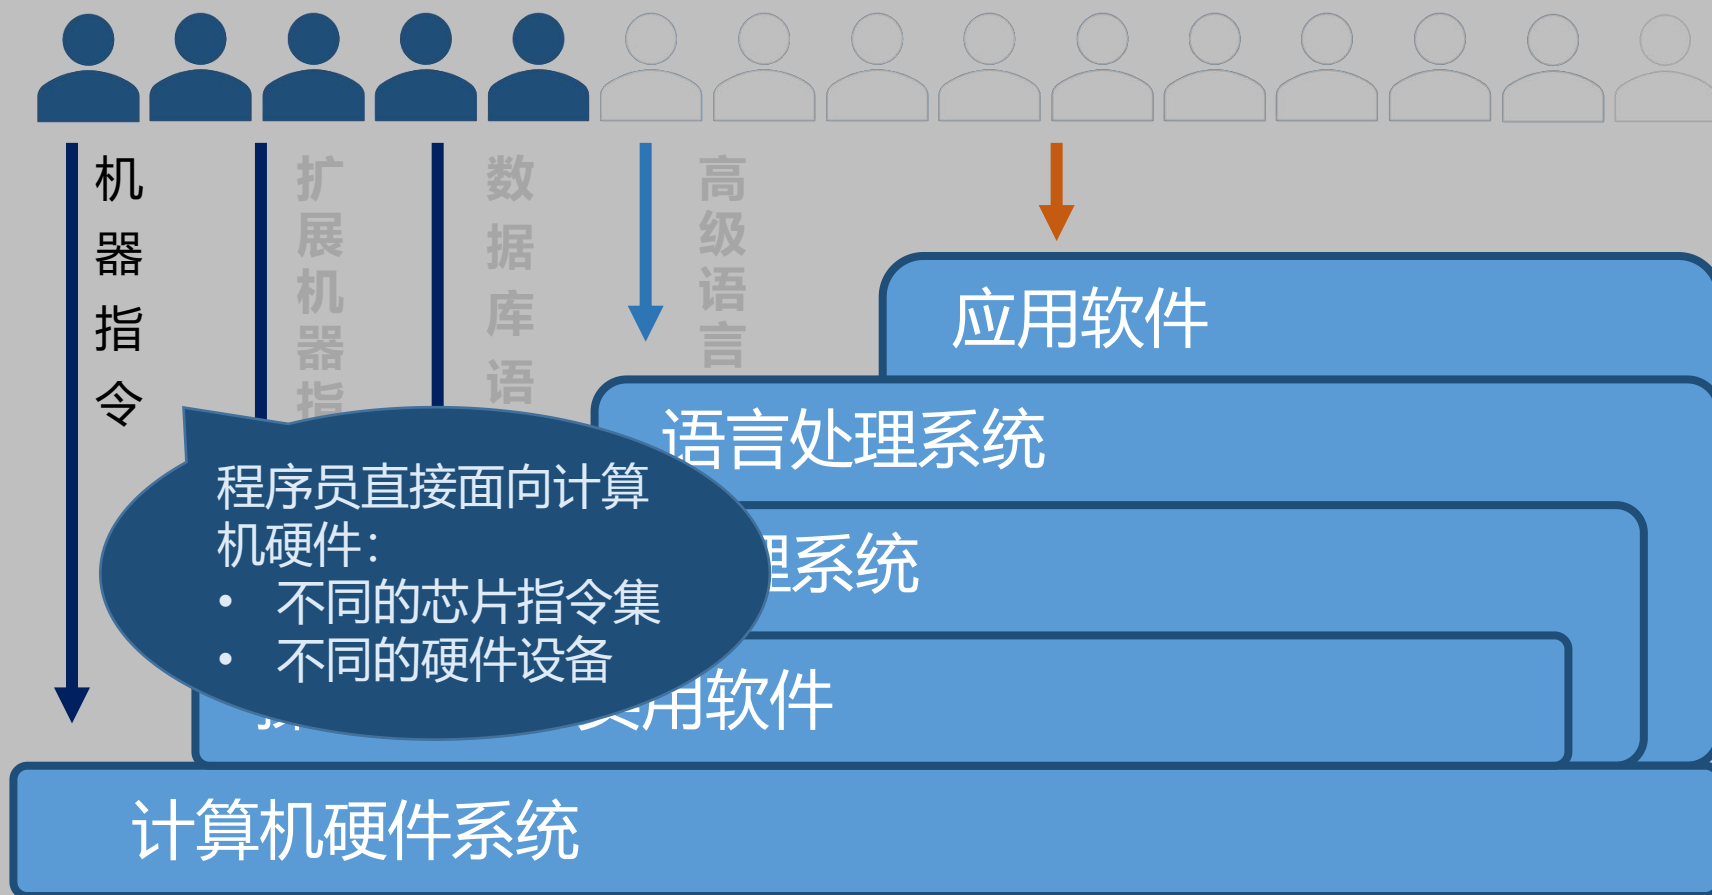 机器指令
扩展机器指
数据库语
高级语言
应用软件
语言处理系统
程序员直接面向计算
机硬件：
• 不同的芯片指令集
• 不同的硬件设备
理系统
用软件
计算机硬件系统